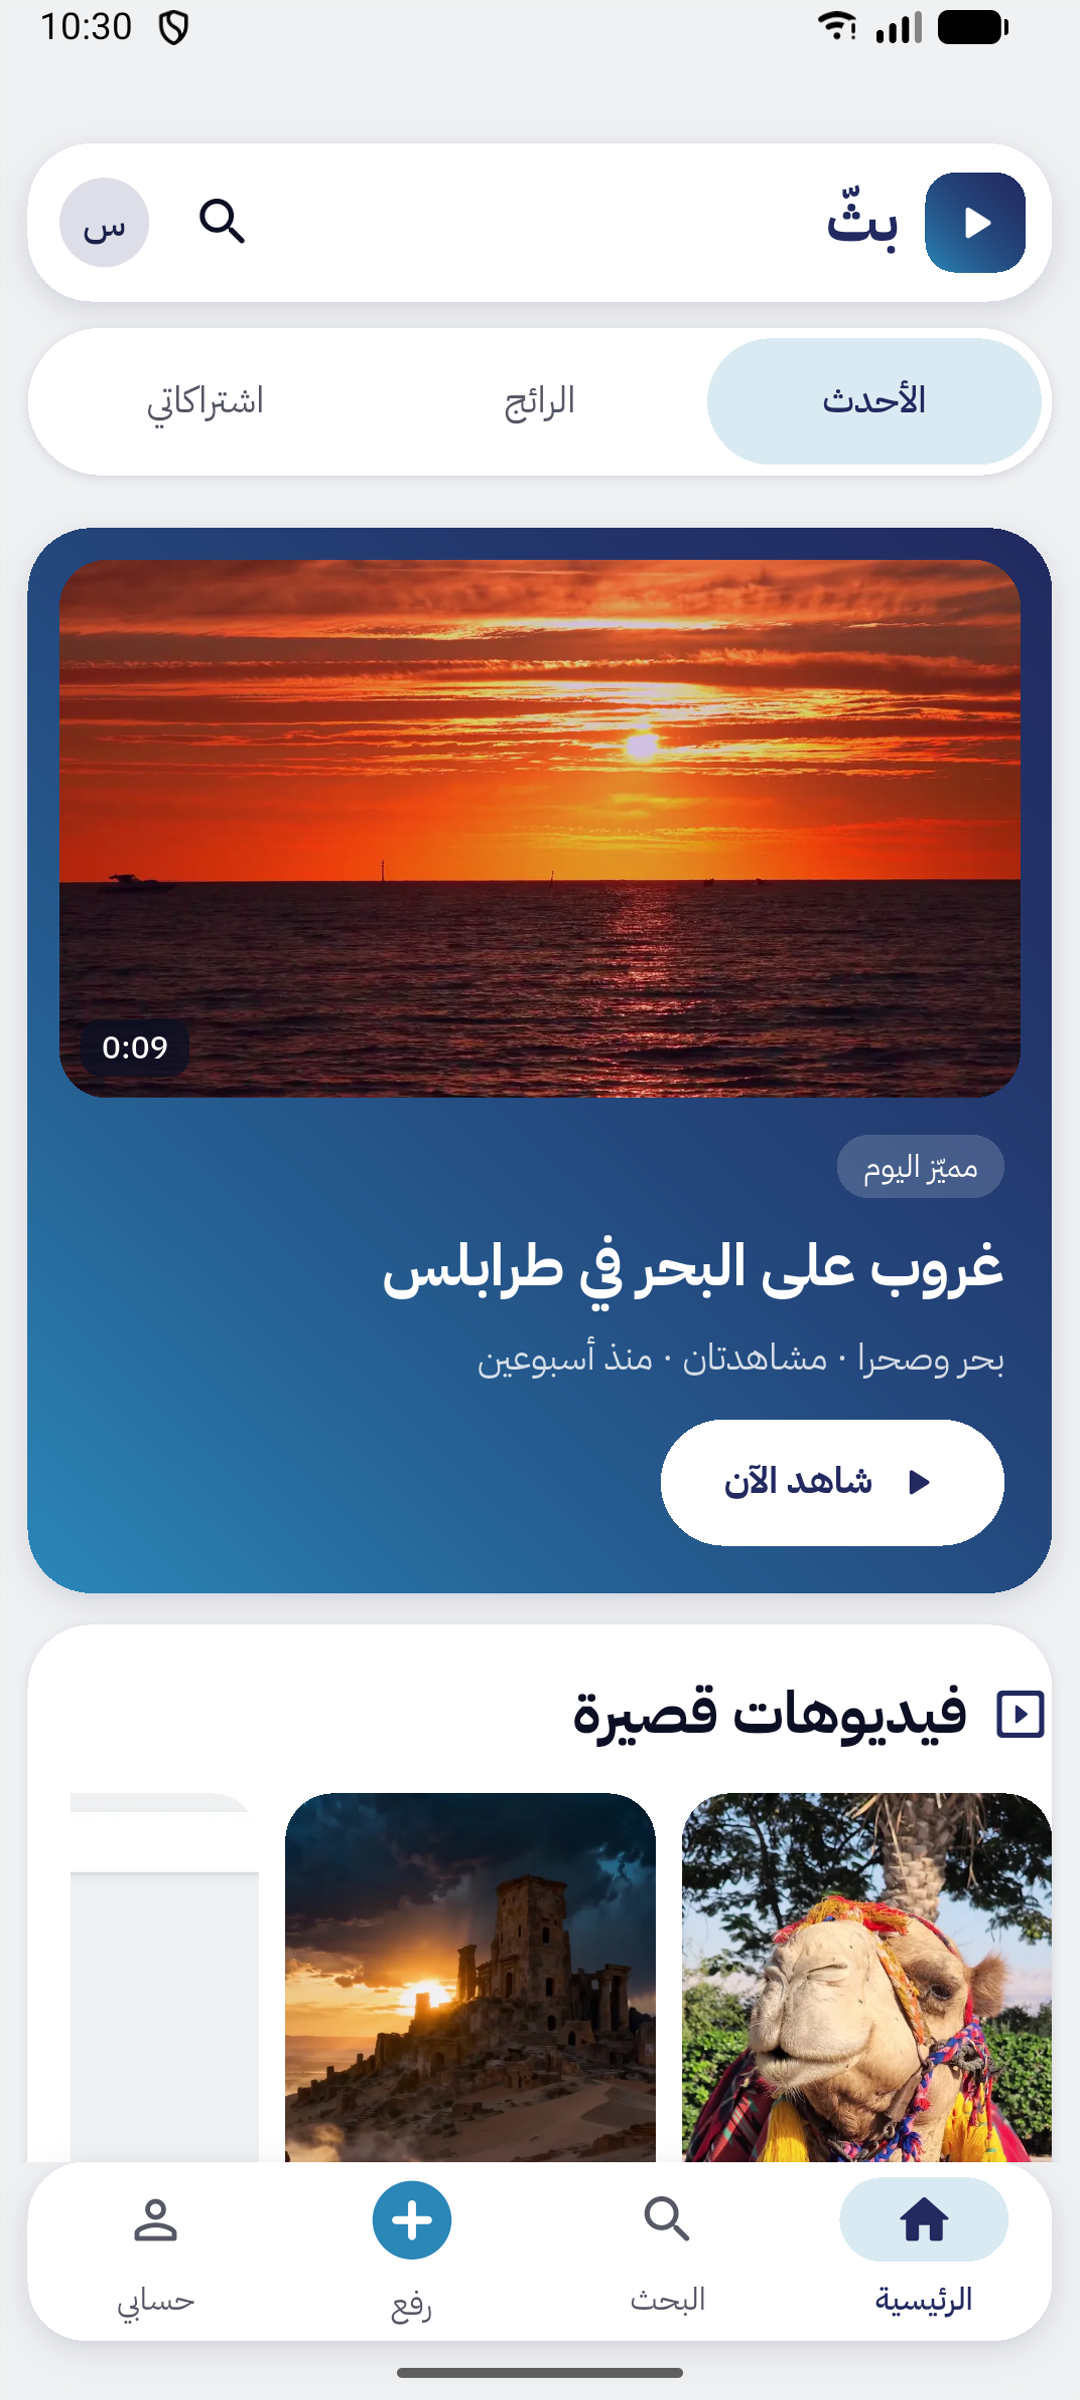 10:30
بثّ
س
الأحدث
الرائج
اشتراكاتي
0:09
مميّز اليوم
غروب على البحر في طرابلس
بحر وصحرا · مشاهدتان · منذ أسبوعين
شاهد الآن
فيديوهات قصيرة
الرئيسية
البحث
رفع
حسابي